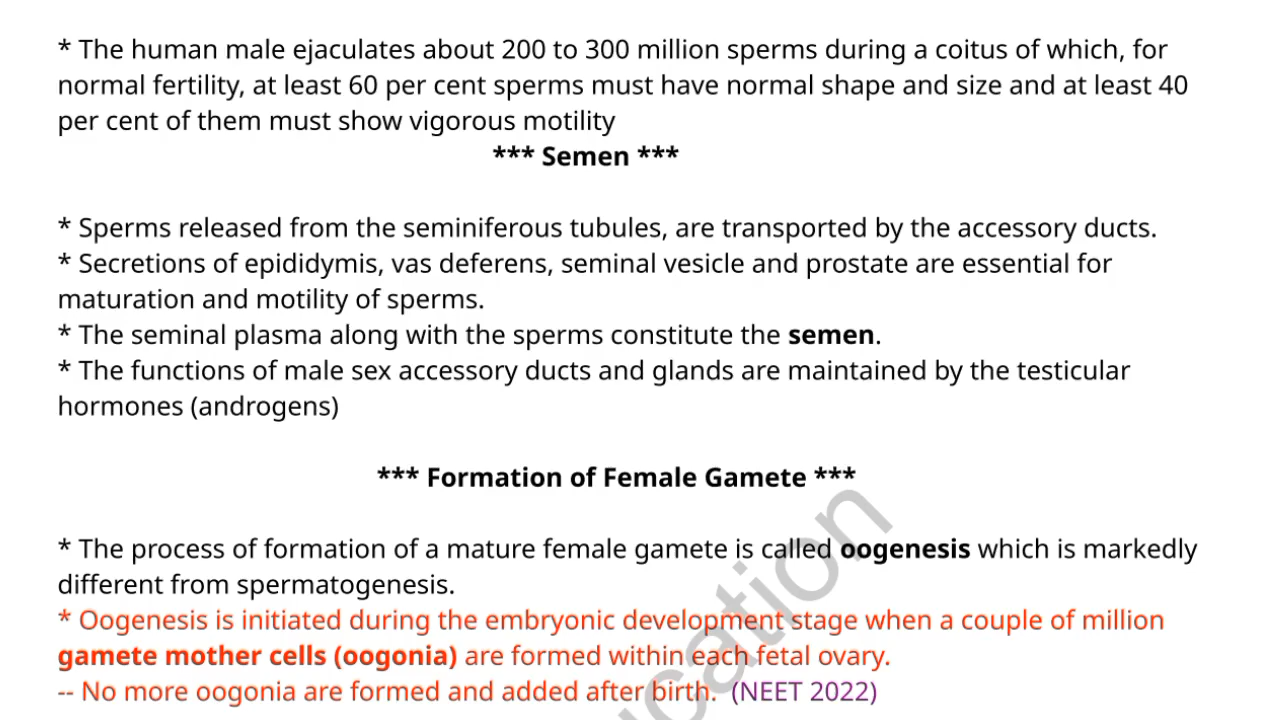 * The human male ejaculates about 200 to 300 million sperms during a coitus of which, for
normal fertility, at least 60 per cent sperms must have normal shape and size and at least 40
per cent of them must show vigorous motility
*** Semen ***
* Sperms released from the seminiferous tubules, are transported by the accessory ducts.
* Secretions of epididymis, vas deferens, seminal vesicle and prostate are essential for
maturation and motility of sperms.
* The seminal plasma along with the sperms constitute the semen.
* The functions of male sex accessory ducts and glands are maintained by the testicular
hormones (androgens)
*** Formation of Female Gamete ***
* The process of formation of a mature female gamete is called oogenesis which is markedly
different from spermatogenesis.
* Oogenesis is initiated during the embryonic development stage when a couple of million
gamete mother cells (oogonia) are formed within each fetal ovary.
-- No more oogonia are formed and added after birth. (NEET 2022)